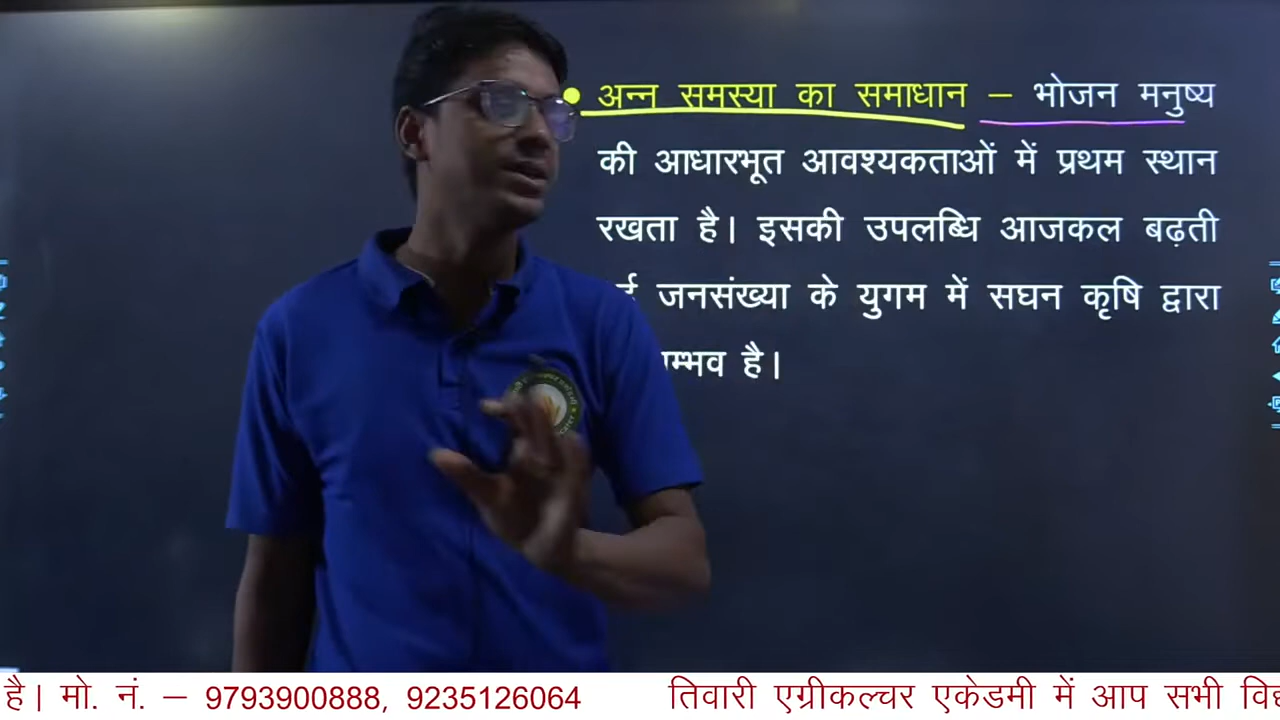 • अन्न समस्या का समाधान – भोजन मनुष्य
की आधारभूत आवश्यकताओं में प्रथम स्थान
रखता है। इसकी उपलब्धि आजकल बढ़ती
जनसंख्या के युगम में सघन कृषि द्वारा
है।
है। मो. नं. – 9793900888, 9235126064 तिवारी एग्रीकल्चर एकेडमी में आप सभी